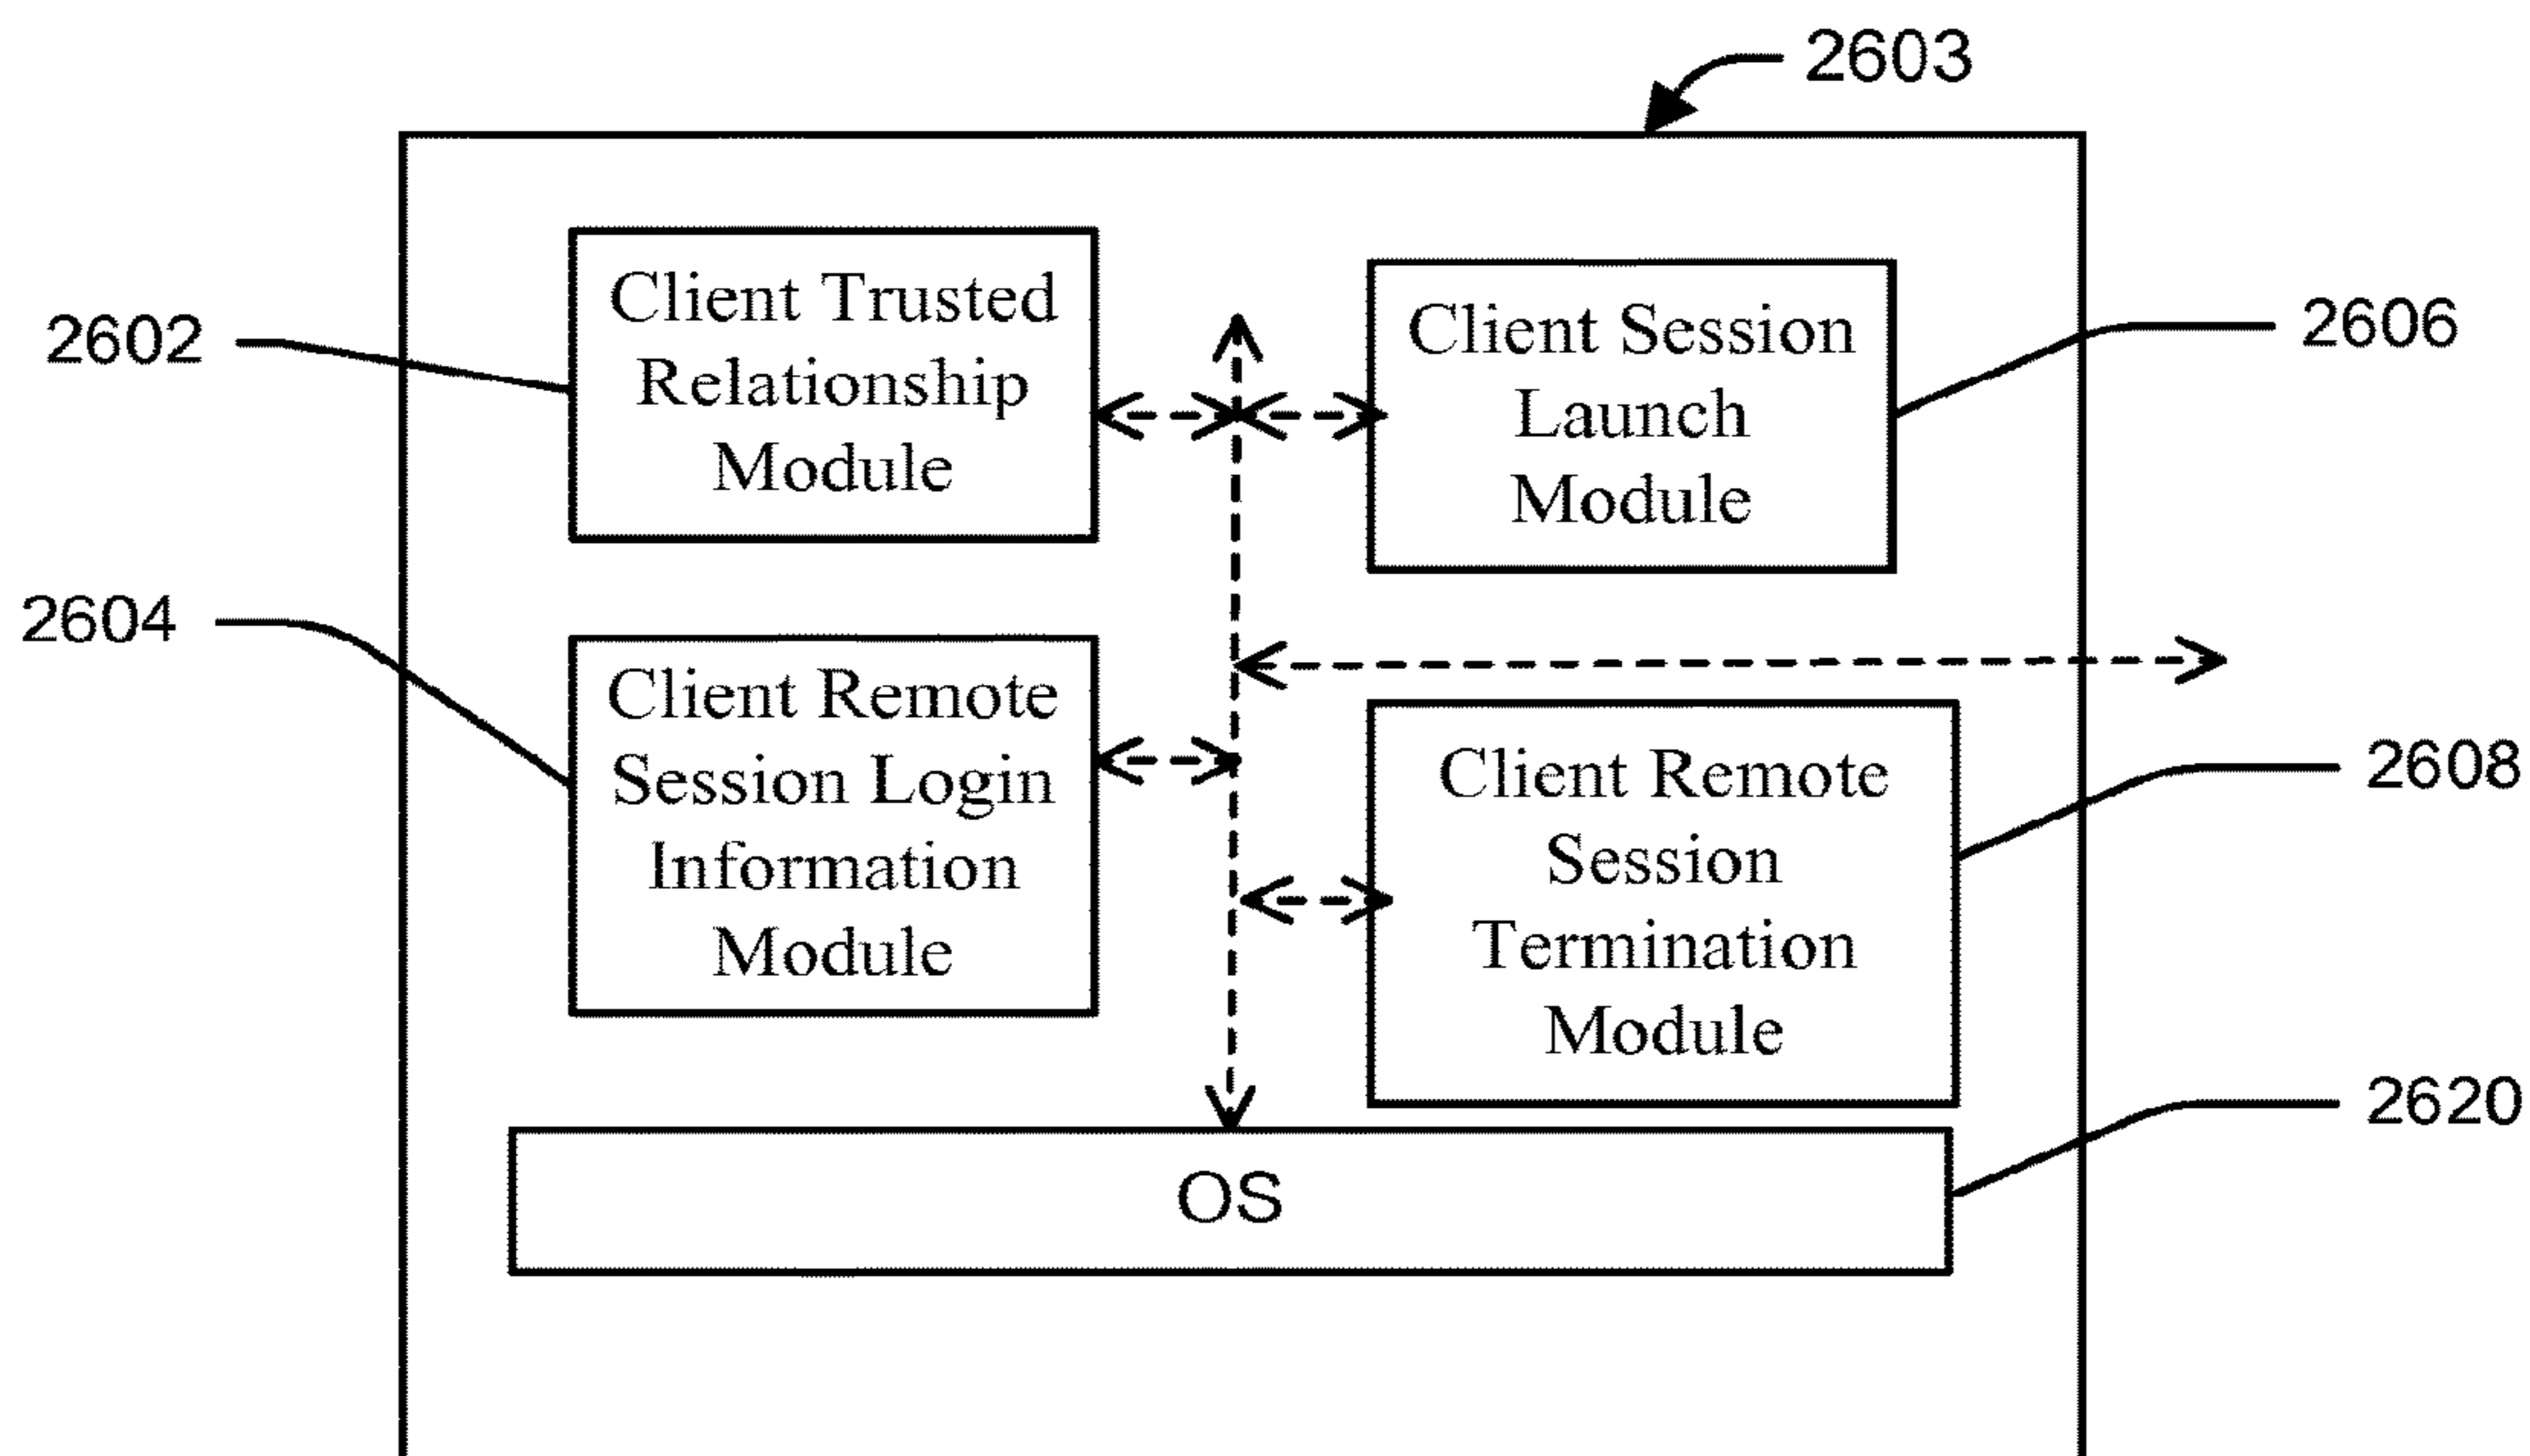 2603
2602
Client Trusted
Relationship
Module
Client Session
Launch
Module
2606
2604
Client Remote
Session Login
Information
Module
Client Remote
Session
Termination
Module
2608
OS
2620